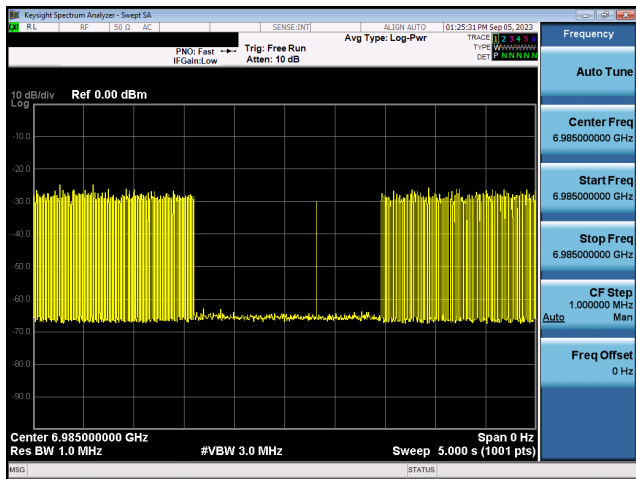 Keysight Spectrum Analyzer - Swept SA
RL RF 50 Ω AC SENSE:INT ALIGN AUTO 01:25:31 PM Sep 05, 2023
Avg Type: Log-Pwr TRACE 1 2 3 4 5 6
PNO: Fast Trig: Free Run TYPE WWWWWW
IFGain:Low Atten: 10 dB DET P N N N N N
10 dB/div Ref 0.00 dBm
Log
-10.0
-20.0
-30.0
-40.0
-50.0
-60.0
-70.0
-80.0
-90.0
Center 6.985000000 GHz Span 0 Hz
Res BW 1.0 MHz #VBW 3.0 MHz Sweep 5.000 s (1001 pts)
MSG STATUS
Frequency
Auto Tune
Center Freq
6.985000000 GHz
Start Freq
6.985000000 GHz
Stop Freq
6.985000000 GHz
CF Step
1.000000 MHz
Auto Man
Freq Offset
0 Hz